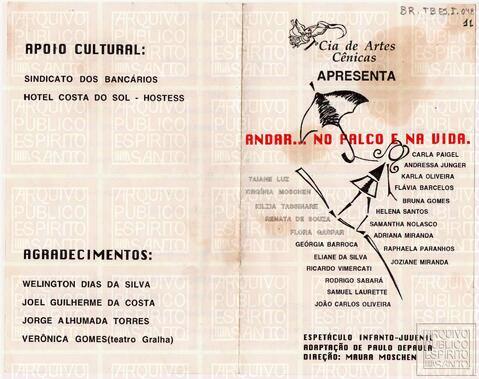 APOIO CULTURAL:
SINDICATO DOS BANCÁRIOS
HOTEL COSTA DO SOL - HOSTESS
AGRADECIMENTOS:
WELINGTON DIAS DA SILVA
JOEL GUILHERME DA COSTA
JORGE ALHUMADA TORRES
VERÔNICA GOMES(teatro Gralha)
BR.TBES.I.048
11
Cia de Artes
Cênicas
APRESENTA
ANDAR... NO PALCO E NA VIDA.
CARLA PAIGEL
ANDRESSA JUNGER
KARLA OLIVEIRA
FLÁVIA BARCELOS
BRUNA GOMES
HELENA SANTOS
SAMANTHA NOLASCO
ADRIANA MIRANDA
RAPHAELA PARANHOS
JOZIANE MIRANDA
TAIANE LUZ
VIRGÍNIA MOSCHEN
RENATA DE SOUZA
FLORA GASPAR
GEÓRGIA BARROCA
ELIANE DA SILVA
RICARDO VIMERCATI
RODRIGO SABARÁ
SAMUEL LAURETTE
JOÃO CARLOS OLIVEIRA
ESPETÁCULO INFANTO-JUVENIL
ADAPTAÇÃO DE PAULO DEPAULA
DIREÇÃO: MAURA MOSCHEN
ARQUIVO
PÚBLICO
ESPÍRITO
SANTO